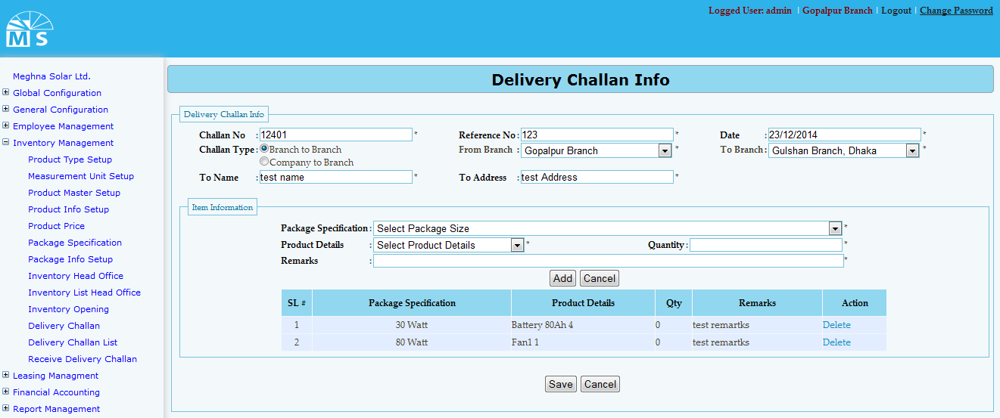 Logged User: admin | Gopalpur Branch | Logout | Change Password
M S
Meghna Solar Ltd.
Global Configuration
General Configuration
Employee Management
Inventory Management
Product Type Setup
Measurement Unit Setup
Product Master Setup
Product Info Setup
Product Price
Package Specification
Package Info Setup
Inventory Head Office
Inventory List Head Office
Inventory Opening
Delivery Challan
Delivery Challan List
Receive Delivery Challan
Leasing Managment
Financial Accounting
Report Management
Delivery Challan Info
Delivery Challan Info
Challan No : 12401 * Reference No : 123 * Date : 23/12/2014 *
Challan Type : Branch to Branch From Branch : Gopalpur Branch * To Branch : Gulshan Branch, Dhaka *
Company to Branch
To Name : test name * To Address : test Address *
Item Information
Package Specification : Select Package Size *
Product Details : Select Product Details * Quantity : *
Remarks : *
Add Cancel
SL # Package Specification Product Details Qty Remarks Action
1 30 Watt Battery 80Ah 4 0 test remartks Delete
2 80 Watt Fan1 1 0 test remartks Delete
Save Cancel